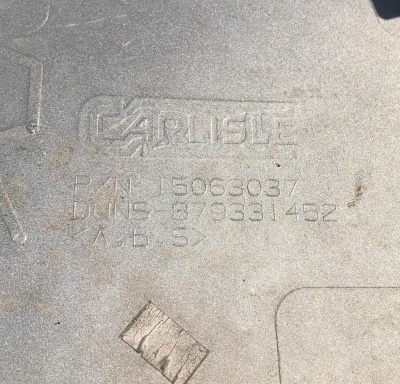 CARLISLE
P/N 15063037
DUNS-879331452
<A.B.S>